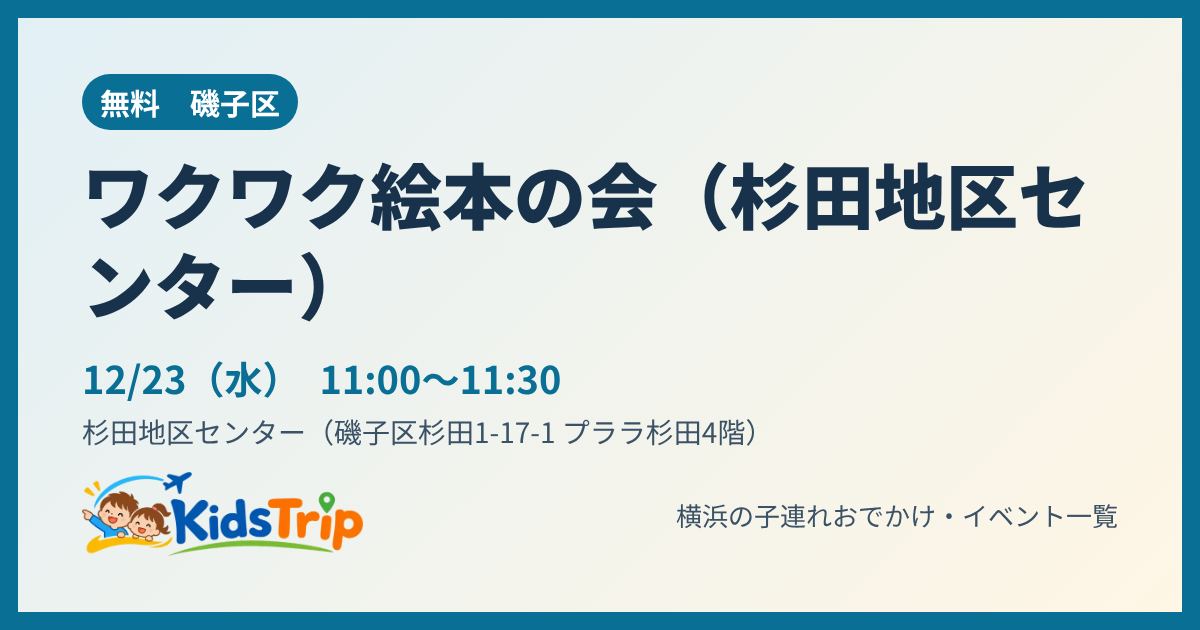 無料　磯子区
ワクワク絵本の会（杉田地区セ
ンター）
12/23（水）　11:00〜11:30
杉田地区センター（磯子区杉田1-17-1 プララ杉田4階）
KidsTrip
横浜の子連れおでかけ・イベント一覧